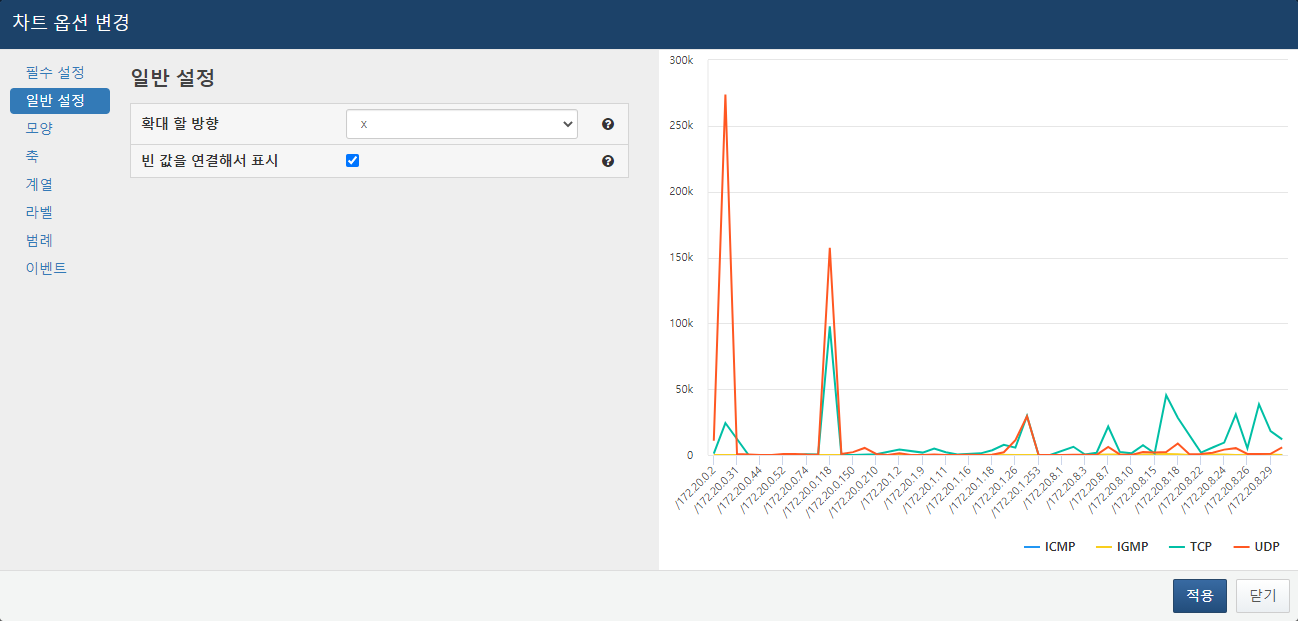 차트 옵션 변경
필수 설정
일반 설정
모양
축
계열
라벨
범례
이벤트
일반 설정
확대 할 방향
x
빈 값을 연결해서 표시
300k
250k
200k
150k
100k
50k
0
/172.20.0.2
/172.20.0.31
/172.20.0.44
/172.20.0.52
/172.20.0.74
/172.20.0.118
/172.20.0.150
/172.20.0.210
/172.20.1.2
/172.20.1.9
/172.20.1.11
/172.20.1.16
/172.20.1.18
/172.20.1.26
/172.20.1.253
/172.20.8.1
/172.20.8.3
/172.20.8.7
/172.20.8.10
/172.20.8.15
/172.20.8.18
/172.20.8.22
/172.20.8.24
/172.20.8.26
/172.20.8.29
ICMP IGMP TCP UDP
적용 닫기